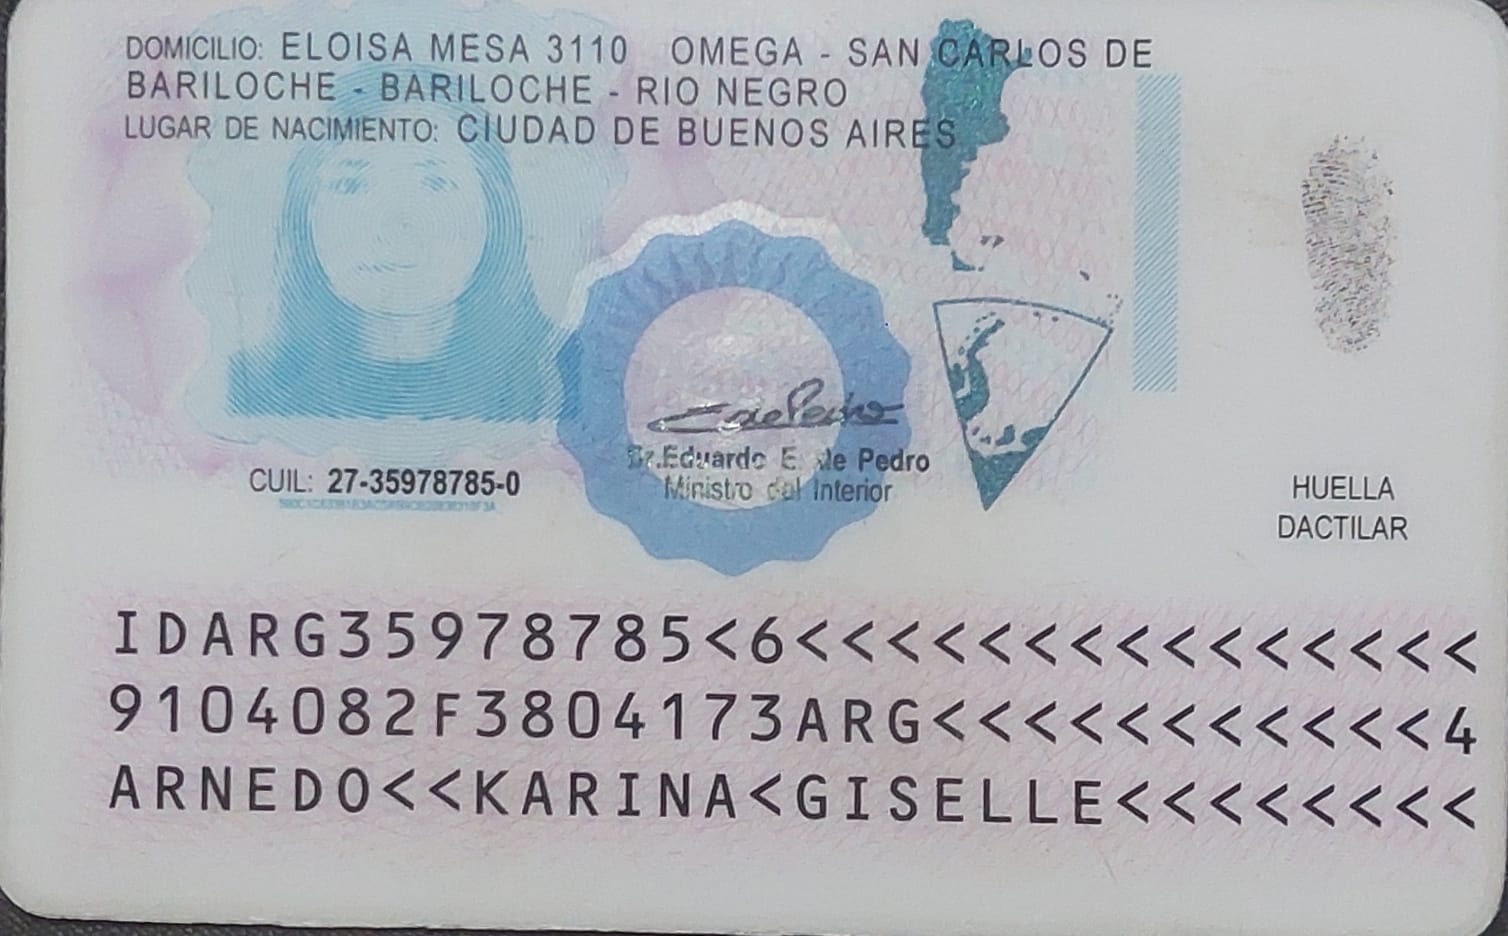 DOMICILIO: ELOISA MESA 3110 OMEGA - SAN CARLOS DE
BARILOCHE - BARILOCHE - RIO NEGRO
LUGAR DE NACIMIENTO: CIUDAD DE BUENOS AIRES
Dr.Eduardo E. de Pedro
Ministro del Interior
CUIL: 27-35978785-0
HUELLA
DACTILAR
IDARG35978785<6<<<<<<<<<<<<<<<
9104082F3804173ARG<<<<<<<<<<<4
ARNEDO<<KARINA<GISELLE<<<<<<<<